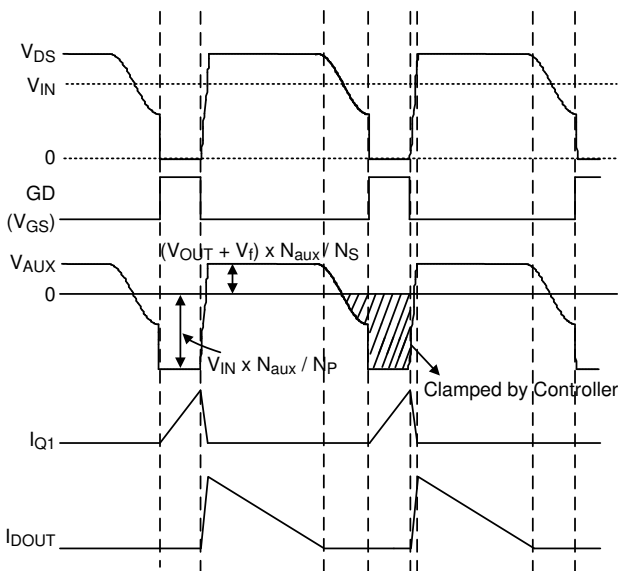 V_DS
V_IN
0
GD
(V_GS)
(V_OUT + V_f) x N_aux / N_S
V_AUX
0
V_IN x N_aux / N_P
Clamped by Controller
I_Q1
I_DOUT